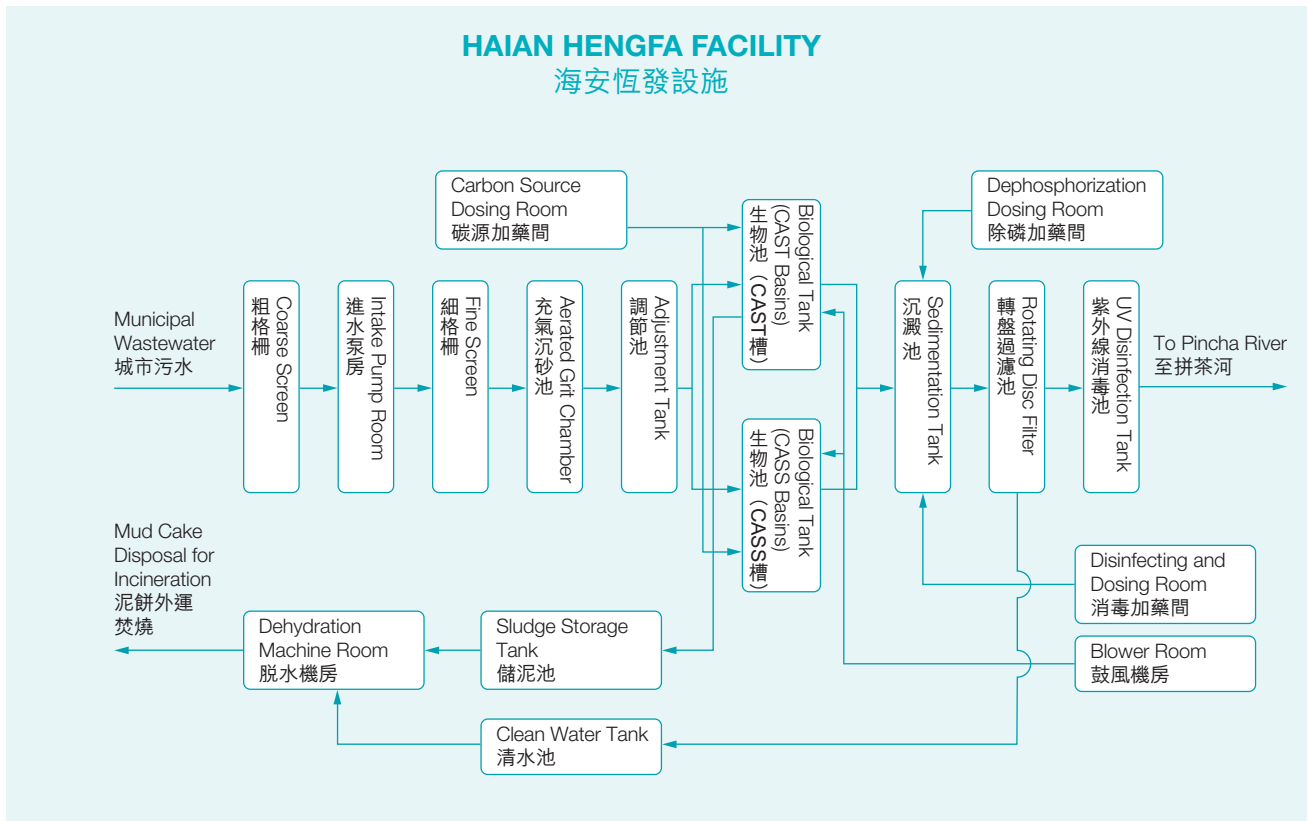 HAIAN HENGFA FACILITY
海安恆發設施
Carbon Source
Dosing Room
碳源加藥間
Biological Tank
(CAST Basins)
生物池（CAST槽）
Dephosphorization
Dosing Room
除磷加藥間
Municipal
Wastewater
城市污水
Coarse Screen
粗格柵
Intake Pump Room
進水泵房
Fine Screen
細格柵
Aerated Grit Chamber
充氣沉砂池
Adjustment Tank
調節池
Biological Tank
(CASS Basins)
生物池（CASS槽）
Sedimentation Tank
沉澱池
Rotating Disc Filter
轉盤過濾池
UV Disinfection Tank
紫外線消毒池
To Pincha River
至拼茶河
Mud Cake
Disposal for
Incineration
泥餅外運
焚燒
Dehydration
Machine Room
脱水機房
Sludge Storage
Tank
儲泥池
Disinfecting and
Dosing Room
消毒加藥間
Blower Room
鼓風機房
Clean Water Tank
清水池